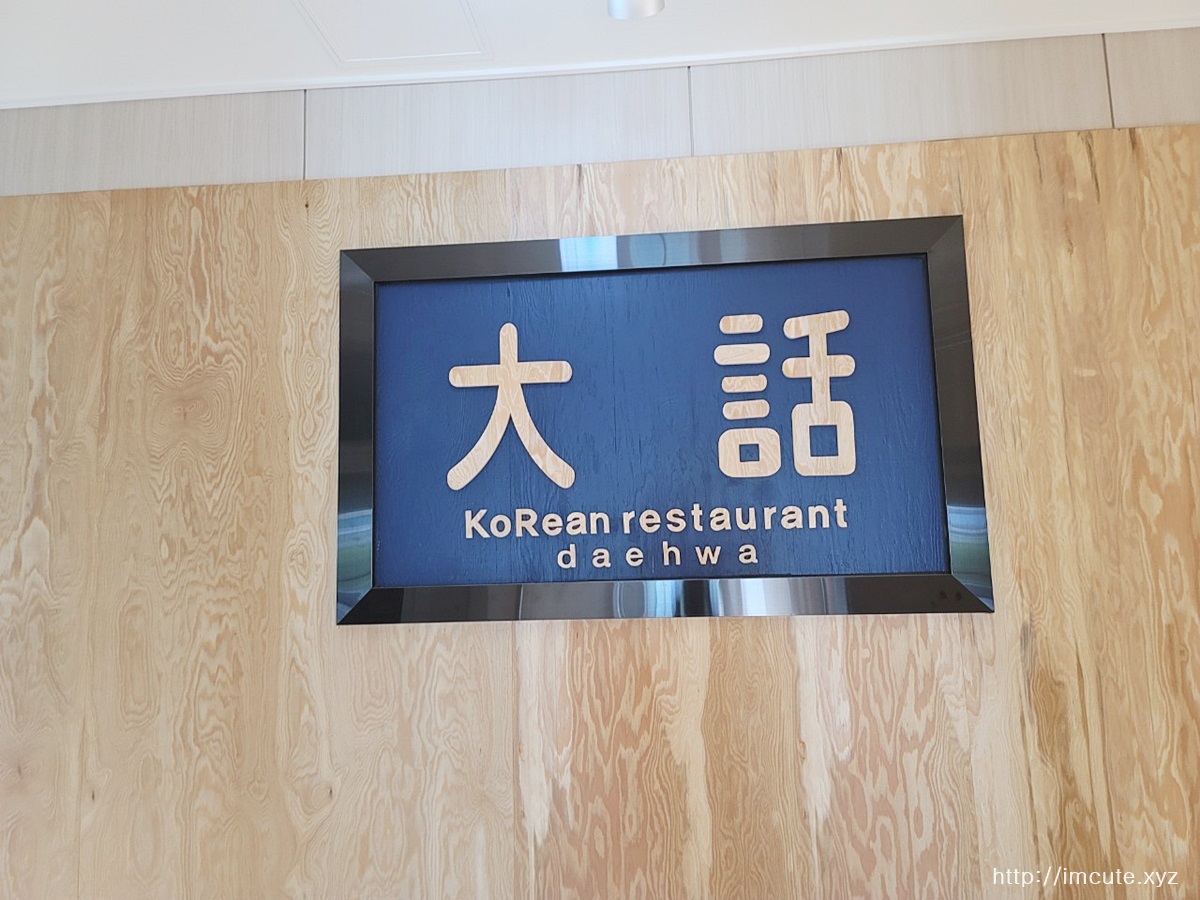 大 話
KoRean restaurant
daehwa
http://imcute.xyz